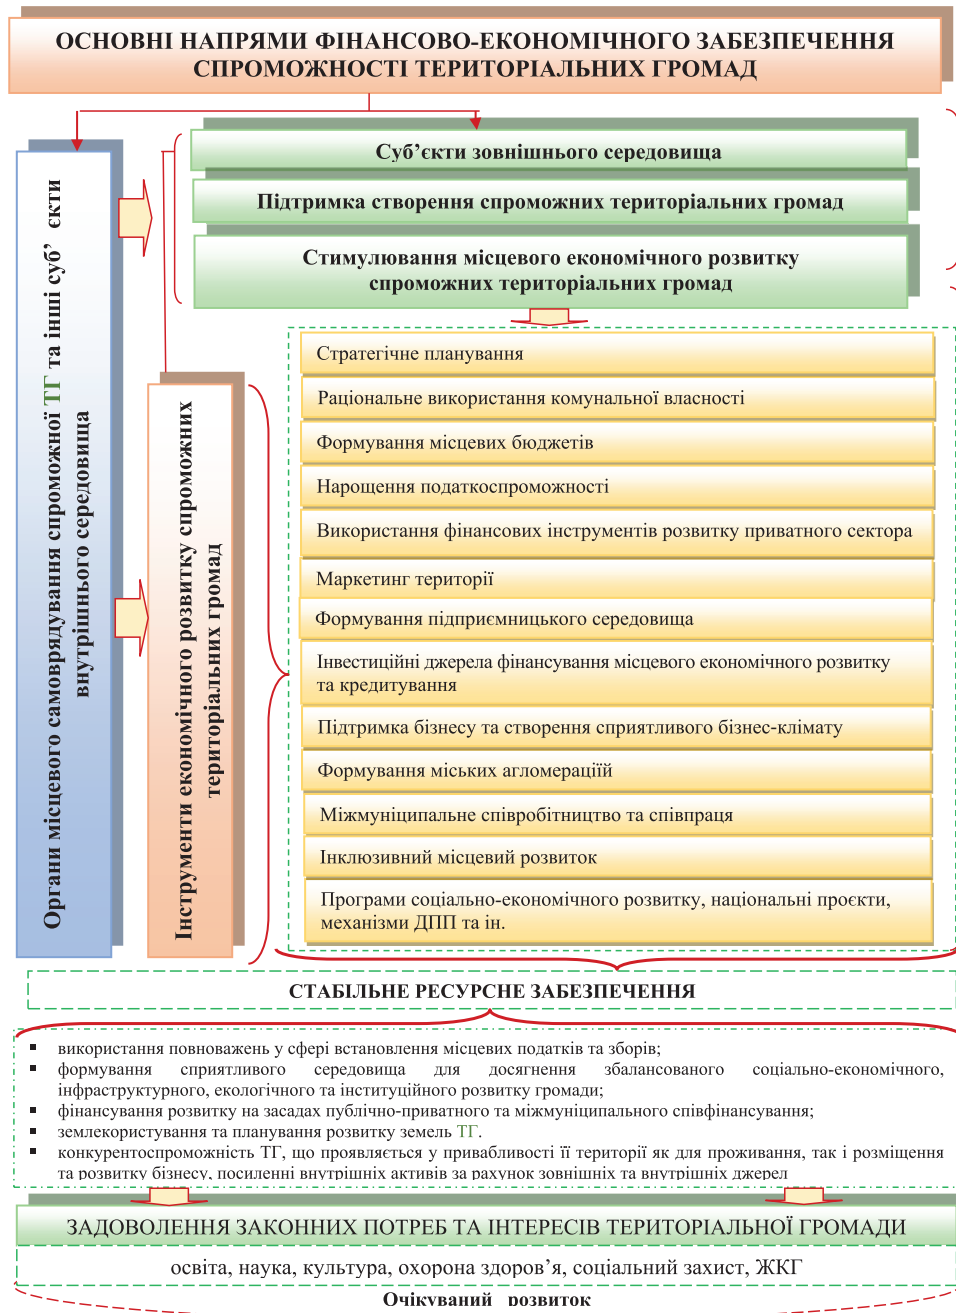 ОСНОВНІ НАПРЯМИ ФІНАНСОВО-ЕКОНОМІЧНОГО ЗАБЕЗПЕЧЕННЯ
СПРОМОЖНОСТІ ТЕРИТОРІАЛЬНИХ ГРОМАД
Органи місцевого самоврядування спроможної ТГ та інші суб’ єкти
внутрішнього середовища
Суб’єкти зовнішнього середовища
Підтримка створення спроможних територіальних громад
Стимулювання місцевого економічного розвитку
спроможних територіальних громад
Інструменти економічного розвитку спроможних
територіальних громад
Стратегічне планування
Раціональне використання комунальної власності
Формування місцевих бюджетів
Нарощення податкоспроможності
Використання фінансових інструментів розвитку приватного сектора
Маркетинг території
Формування підприємницького середовища
Інвестиційні джерела фінансування місцевого економічного розвитку
та кредитування
Підтримка бізнесу та створення сприятливого бізнес-клімату
Формування міських агломераціїй
Міжмуніципальне співробітництво та співпраця
Інклюзивний місцевий розвиток
Програми соціально-економічного розвитку, національні проєкти,
механізми ДПП та ін.
СТАБІЛЬНЕ РЕСУРСНЕ ЗАБЕЗПЕЧЕННЯ
▪ використання повноважень у сфері встановлення місцевих податків та зборів;
▪ формування сприятливого середовища для досягнення збалансованого соціально-економічного,
інфраструктурного, екологічного та інституційного розвитку громади;
▪ фінансування розвитку на засадах публічно-приватного та міжмуніципального співфінансування;
▪ землекористування та планування розвитку земель ТГ.
▪ конкурентоспроможність ТГ, що проявляється у привабливості її території як для проживання, так і розміщення
та розвитку бізнесу, посиленні внутрішніх активів за рахунок зовнішніх та внутрішніх джерел
ЗАДОВОЛЕННЯ ЗАКОННИХ ПОТРЕБ ТА ІНТЕРЕСІВ ТЕРИТОРІАЛЬНОЇ ГРОМАДИ
освіта, наука, культура, охорона здоров’я, соціальний захист, ЖКГ
Очікуваний розвиток